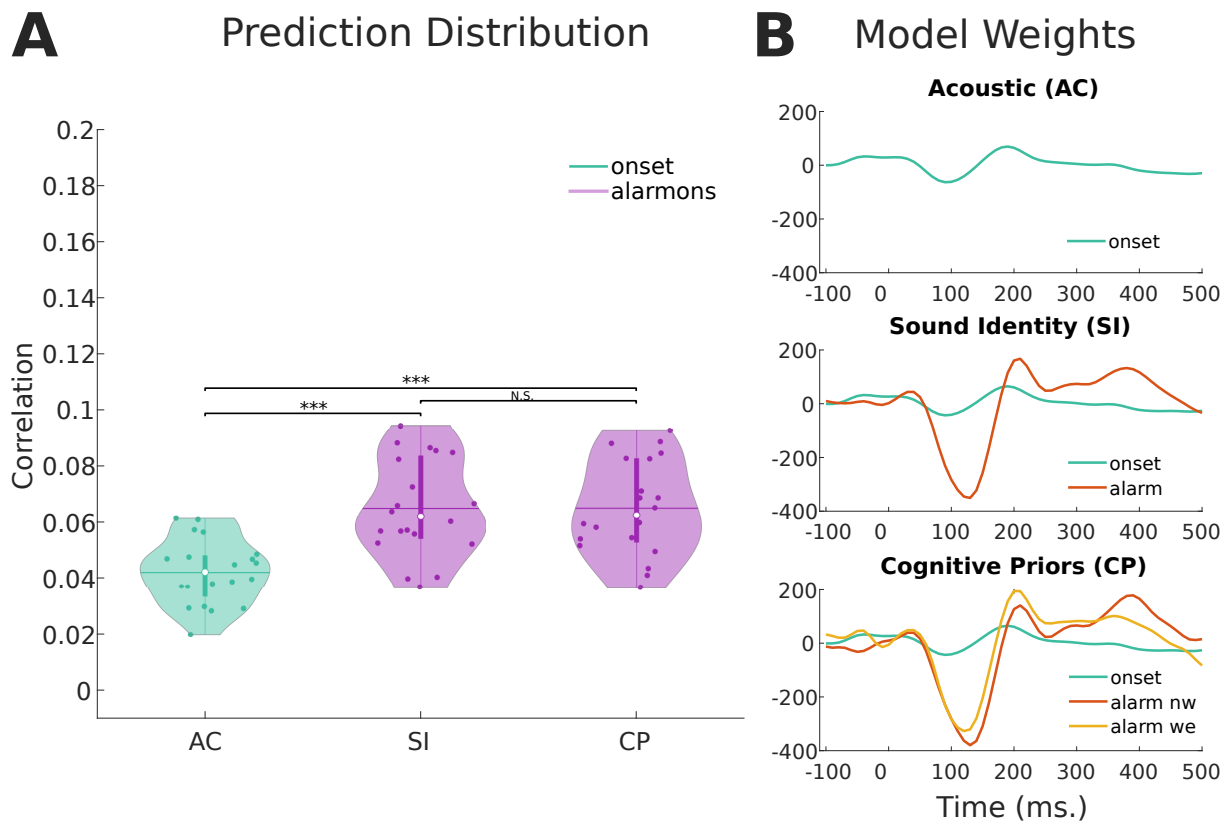 A Prediction Distribution
0.2
0.18
0.16
0.14
0.12
0.1
0.08
0.06
0.04
0.02
0
Correlation
onset
alarmons
***
***
N.S.
AC SI CP
B Model Weights
Acoustic (AC)
200
0
-200
-400
onset
-100 0 100 200 300 400 500
Sound Identity (SI)
200
0
-200
-400
onset
alarm
-100 0 100 200 300 400 500
Cognitive Priors (CP)
200
0
-200
-400
onset
alarm nw
alarm we
-100 0 100 200 300 400 500
Time (ms.)